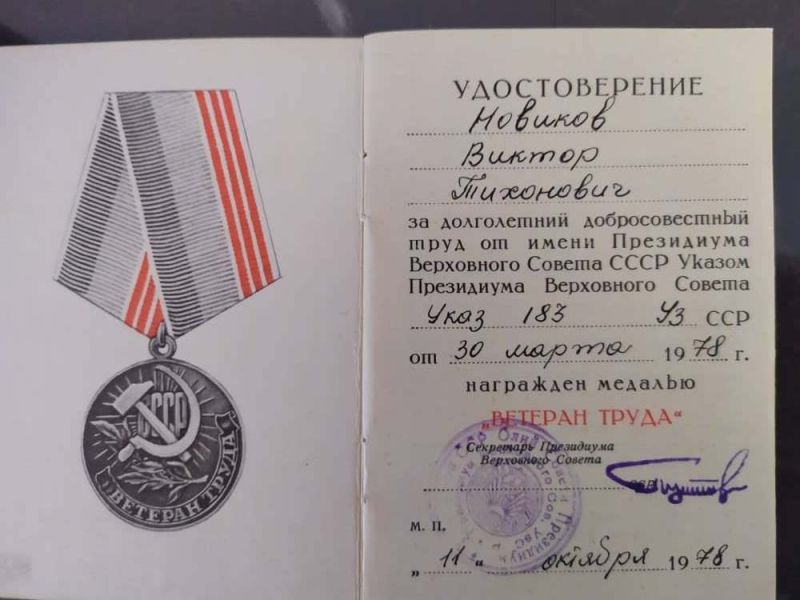 СССР
ВЕТЕРАН ТРУДА
УДОСТОВЕРЕНИЕ
Новиков
Виктор
Тихонович
за долголетний добросовестный
труд от имени Президиума
Верховного Совета СССР Указом
Президиума Верховного Совета
Указ 183 Уз ССР
от 30 марта 1978 г.
награжден медалью
„ВЕТЕРАН ТРУДА“
Секретарь Президиума
Верховного Совета
ССР
М. П.
„11“ октября 1978 г.